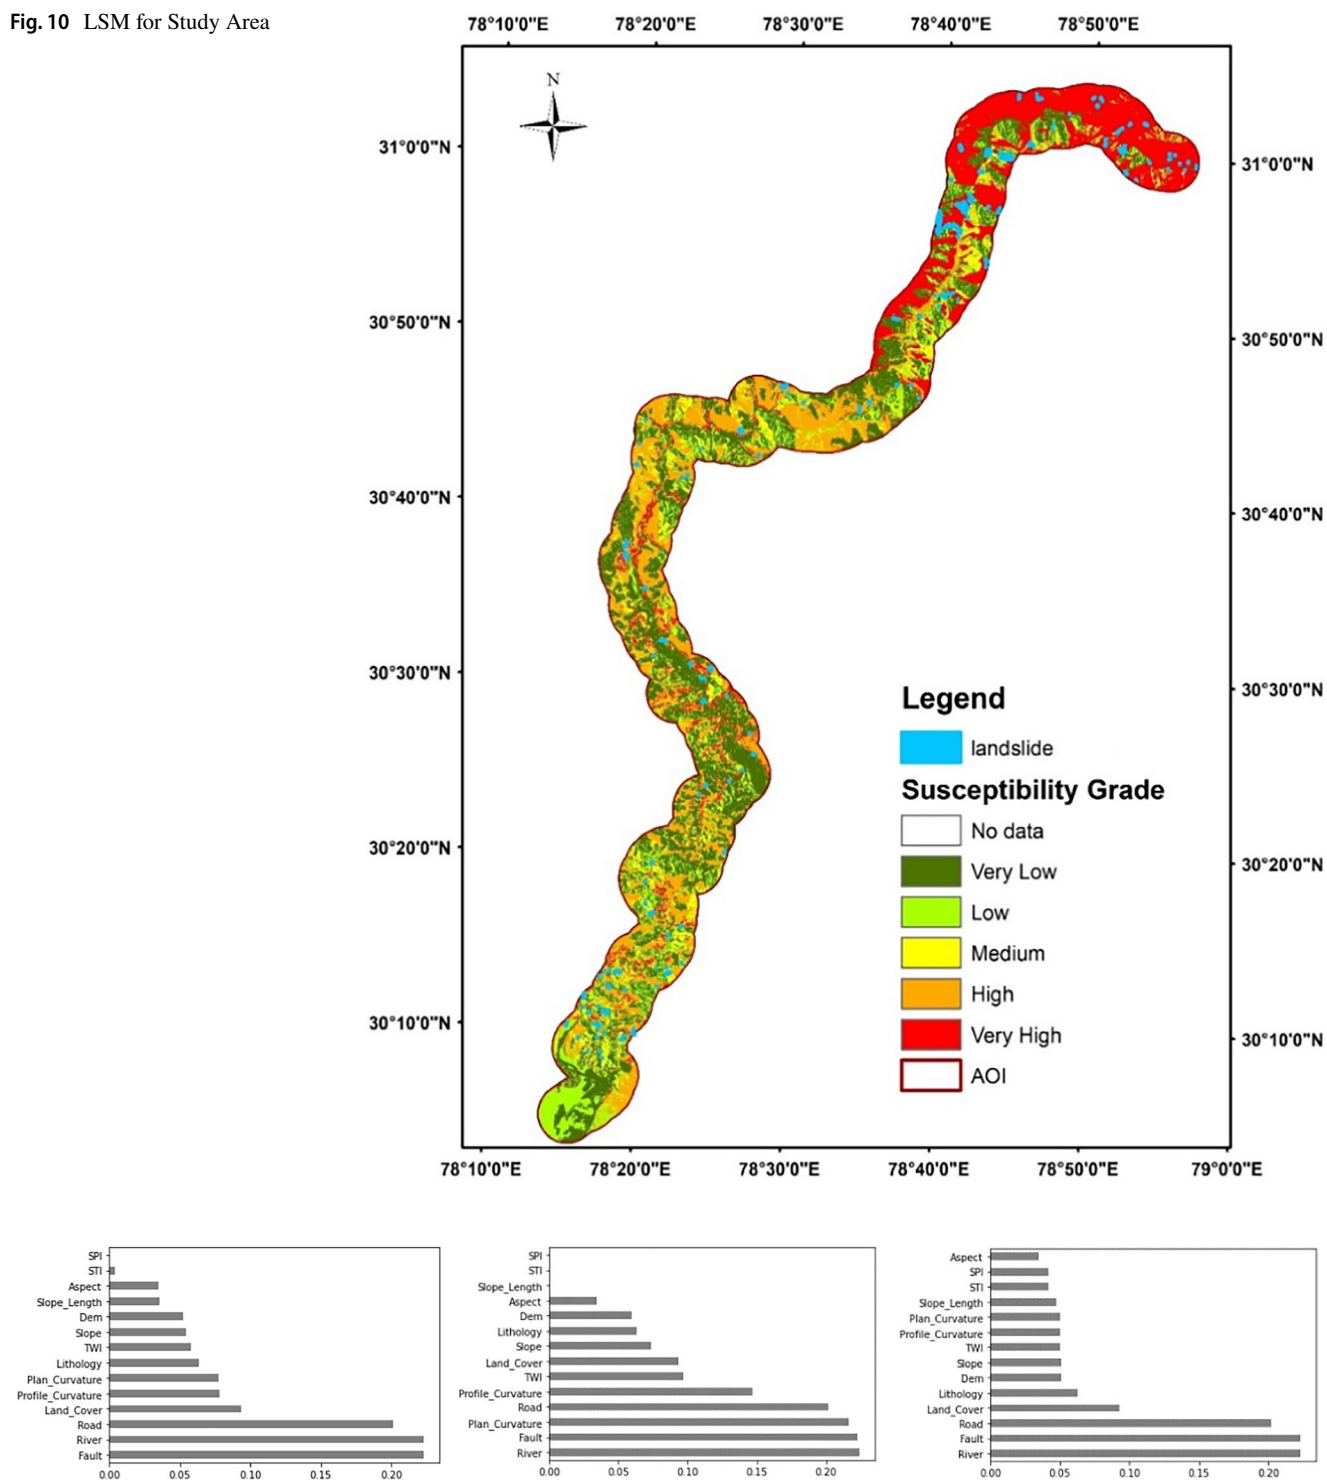 Fig. 10 LSM for Study Area
78°10'0"E 78°20'0"E 78°30'0"E 78°40'0"E 78°50'0"E
N
31°0'0"N
31°0'0"N
30°50'0"N
30°50'0"N
30°40'0"N
30°40'0"N
30°30'0"N
30°30'0"N
30°20'0"N
30°20'0"N
30°10'0"N
30°10'0"N
Legend
landslide
Susceptibility Grade
No data
Very Low
Low
Medium
High
Very High
AOI
78°10'0"E 78°20'0"E 78°30'0"E 78°40'0"E 78°50'0"E 79°0'0"E
SPI
STI
Aspect
Slope_Length
Dem
Slope
TWI
Lithology
Plan_Curvature
Profile_Curvature
Land_Cover
Road
River
Fault
0.00 0.05 0.10 0.15 0.20
SPI
STI
Slope_Length
Aspect
Dem
Lithology
Slope
Land_Cover
TWI
Profile_Curvature
Road
Plan_Curvature
Fault
River
0.00 0.05 0.10 0.15 0.20
Aspect
SPI
STI
Slope_Length
Plan_Curvature
Profile_Curvature
TWI
Slope
Dem
Lithology
Land_Cover
Road
Fault
River
0.00 0.05 0.10 0.15 0.20